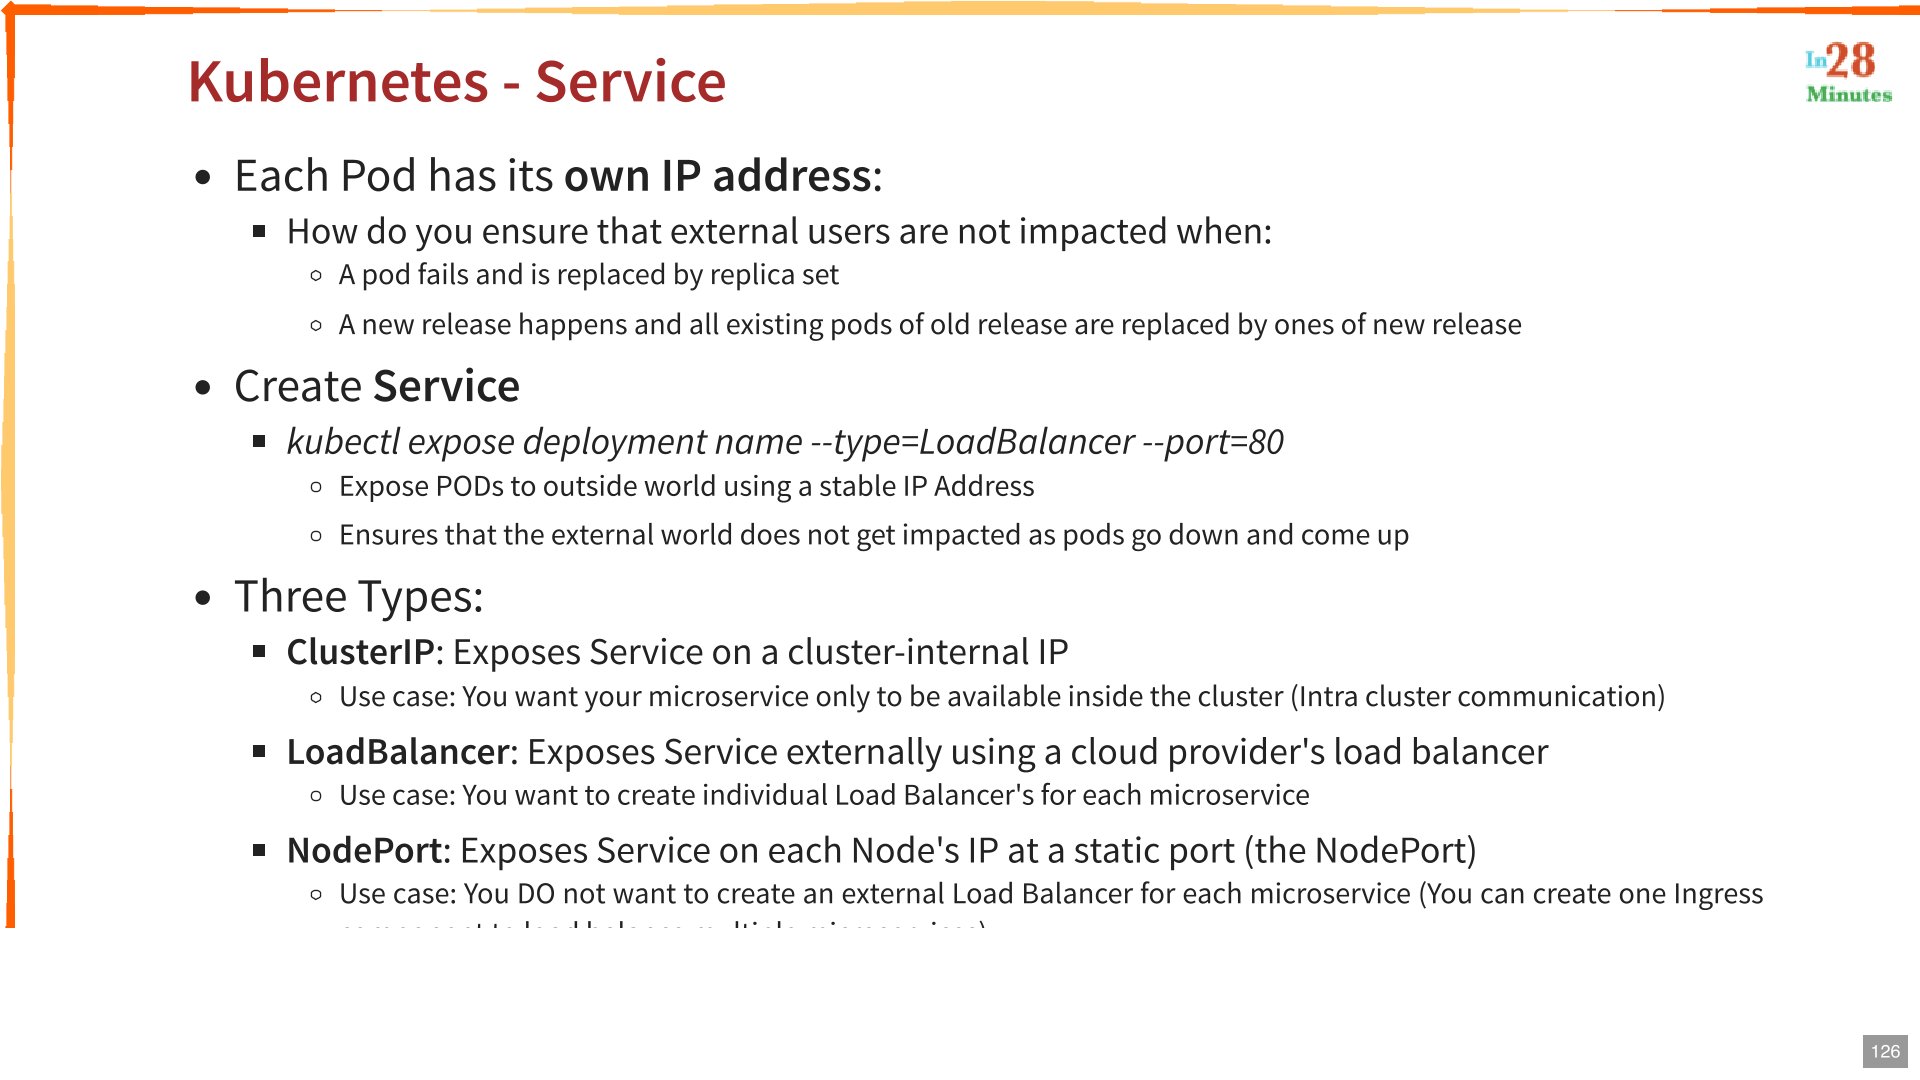 Kubernetes - Service
In28
Minutes
Each Pod has its own IP address:
How do you ensure that external users are not impacted when:
A pod fails and is replaced by replica set
A new release happens and all existing pods of old release are replaced by ones of new release
Create Service
kubectl expose deployment name --type=LoadBalancer --port=80
Expose PODs to outside world using a stable IP Address
Ensures that the external world does not get impacted as pods go down and come up
Three Types:
ClusterIP: Exposes Service on a cluster-internal IP
Use case: You want your microservice only to be available inside the cluster (Intra cluster communication)
LoadBalancer: Exposes Service externally using a cloud provider's load balancer
Use case: You want to create individual Load Balancer's for each microservice
NodePort: Exposes Service on each Node's IP at a static port (the NodePort)
Use case: You DO not want to create an external Load Balancer for each microservice (You can create one Ingress
component to load balance multiple microservices)
126